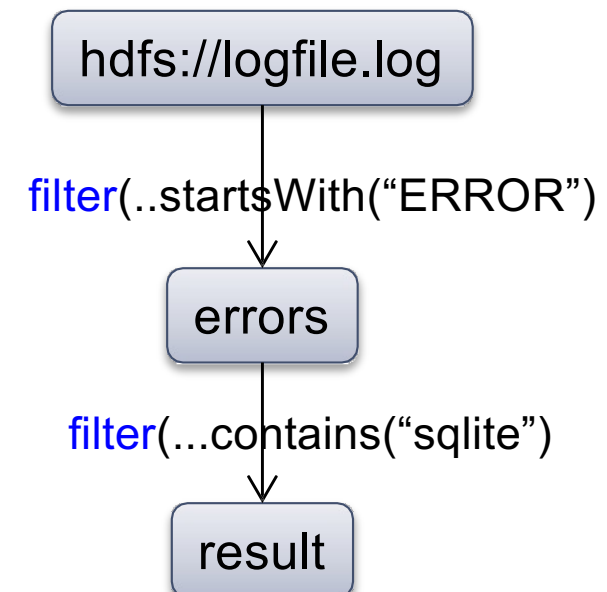 hdfs://logfile.log
filter(..startsWith(“ERROR”)
errors
filter(...contains(“sqlite”)
result